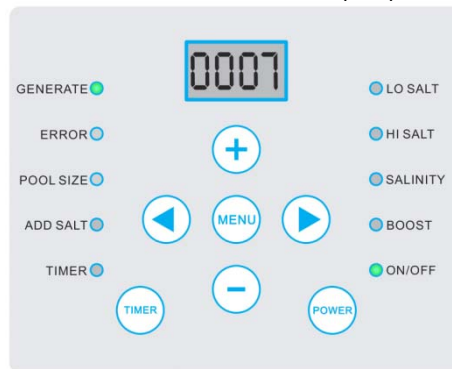 0007
GENERATE
ERROR
POOL SIZE
ADD SALT
TIMER
LO SALT
HI SALT
SALINITY
BOOST
ON/OFF
+
MENU
−
TIMER
POWER